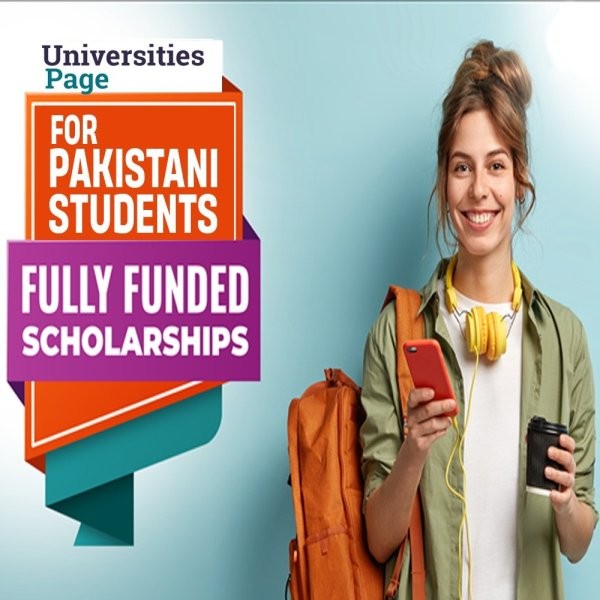 Universities
Page
FOR
PAKISTANI
STUDENTS
FULLY FUNDED
SCHOLARSHIPS